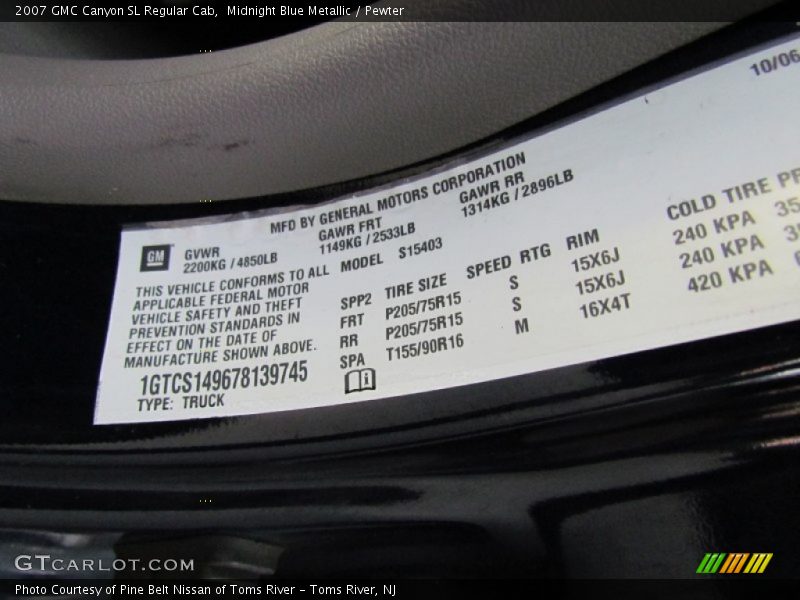 2007 GMC Canyon SL Regular Cab, Midnight Blue Metallic / Pewter
10/06
MFD BY GENERAL MOTORS CORPORATION
GM
GVWR GAWR FRT GAWR RR
2200KG / 4850LB 1149KG / 2533LB 1314KG / 2896LB
THIS VEHICLE CONFORMS TO ALL
APPLICABLE FEDERAL MOTOR
VEHICLE SAFETY AND THEFT
PREVENTION STANDARDS IN
EFFECT ON THE DATE OF
MANUFACTURE SHOWN ABOVE.
1GTCS149678139745
TYPE: TRUCK
MODEL S15403
SPP2 TIRE SIZE SPEED RTG RIM COLD TIRE PR
FRT P205/75R15 S 15X6J 240 KPA 35
RR P205/75R15 S 15X6J 240 KPA
SPA T155/90R16 M 16X4T 420 KPA
GTCARLOT.COM
Photo Courtesy of Pine Belt Nissan of Toms River - Toms River, NJ